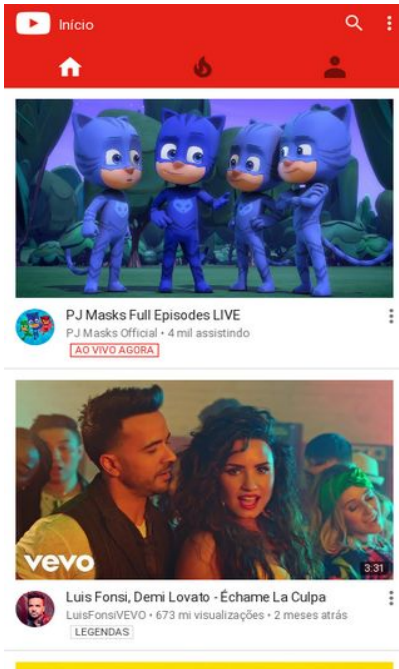 Início
PJ Masks Full Episodes LIVE
PJ Masks Official • 4 mil assistindo
AO VIVO AGORA
vevo
3:31
Luis Fonsi, Demi Lovato - Échame La Culpa
LuisFonsiVEVO • 673 mi visualizações • 2 meses atrás
LEGENDAS